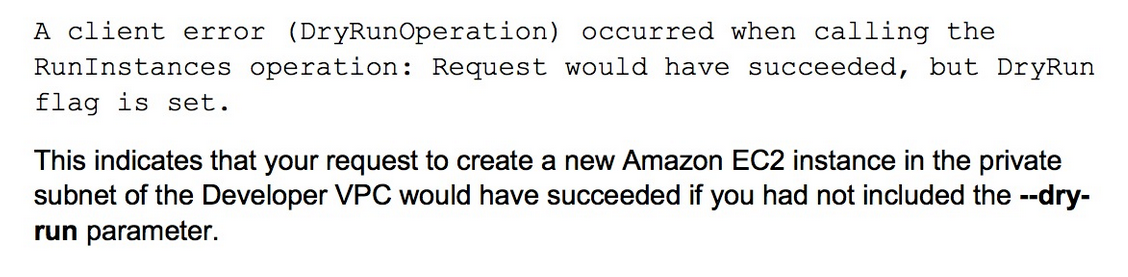 A client error (DryRunOperation) occurred when calling the
RunInstances operation: Request would have succeeded, but DryRun
flag is set.
This indicates that your request to create a new Amazon EC2 instance in the private
subnet of the Developer VPC would have succeeded if you had not included the --dry-
run parameter.